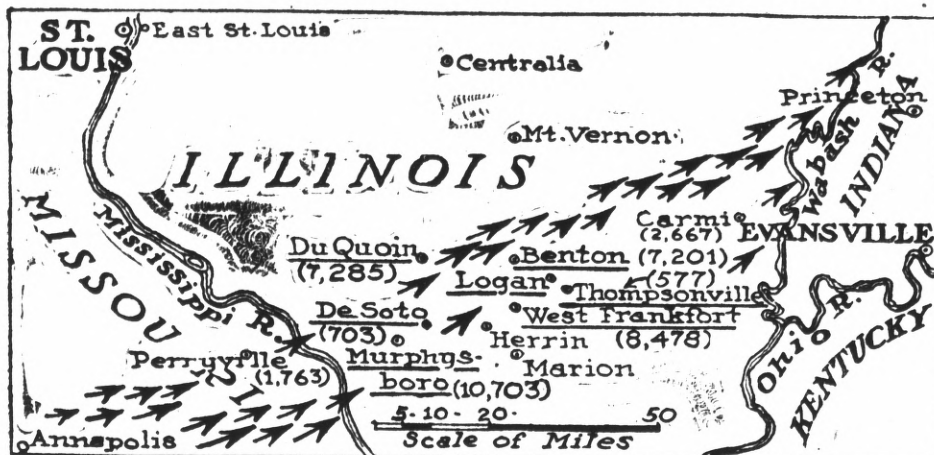 ST. LOUIS
East St. Louis
Centralia
Princeton
Mt. Vernon
ILLINOIS
Wabash R.
INDIANA
MISSOURI
Mississippi R.
Du Quoin
(7,285)
Carmi
(2,667)
EVANSVILLE
Benton (7,201)
Logan
(577)
Thompsonville
De Soto
(703)
West Frankfort
(8,478)
Herrin
Marion
Murphys-
boro (10,703)
Perryville
(1,763)
Ohio R.
KENTUCKY
Annapolis
5 10 20 50
Scale of Miles